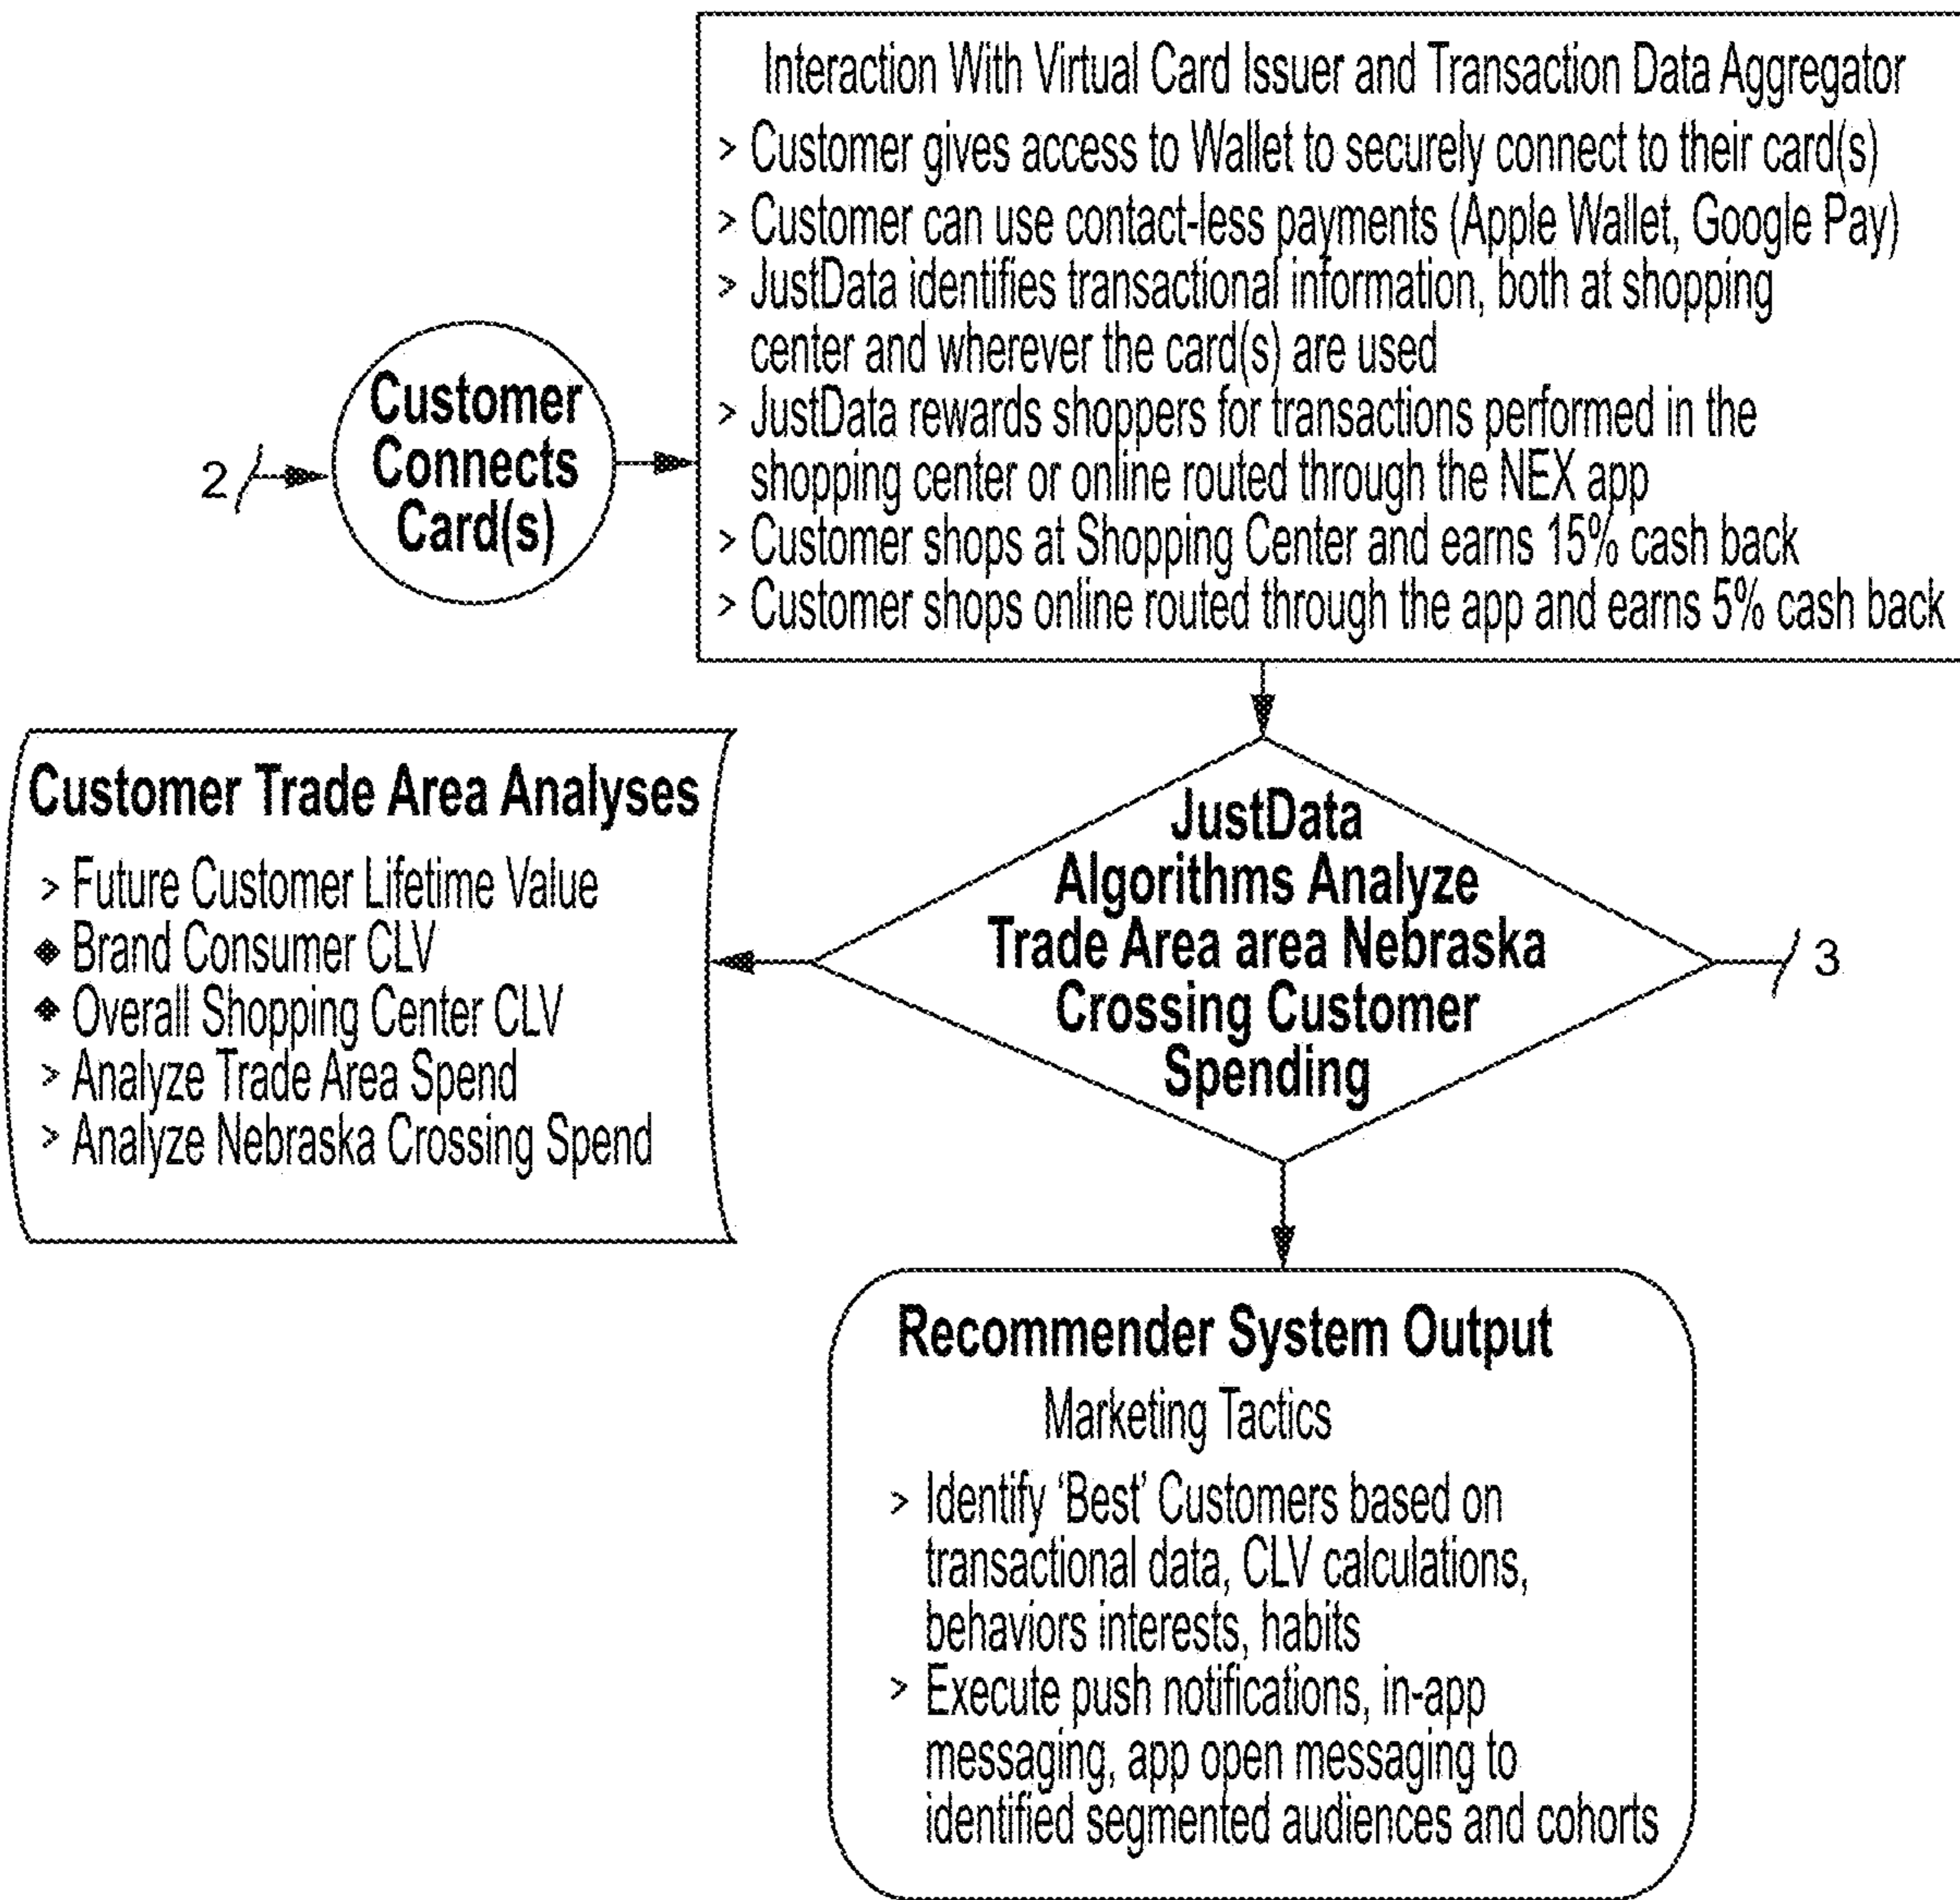 Interaction With Virtual Card Issuer and Transaction Data Aggregator
> Customer gives access to Wallet to securely connect to their card(s)
> Customer can use contact-less payments (Apple Wallet, Google Pay)
> JustData identifies transactional information, both at shopping
center and wherever the card(s) are used
> JustData rewards shoppers for transactions performed in the
shopping center or online routed through the NEX app
> Customer shops at Shopping Center and earns 15% cash back
> Customer shops online routed through the app and earns 5% cash back
2
Customer
Connects
Card(s)
Customer Trade Area Analyses
> Future Customer Lifetime Value
◆ Brand Consumer CLV
◆ Overall Shopping Center CLV
> Analyze Trade Area Spend
> Analyze Nebraska Crossing Spend
JustData
Algorithms Analyze
Trade Area area Nebraska
Crossing Customer
Spending
3
Recommender System Output
Marketing Tactics
> Identify ‘Best’ Customers based on
transactional data, CLV calculations,
behaviors interests, habits
> Execute push notifications, in-app
messaging, app open messaging to
identified segmented audiences and cohorts